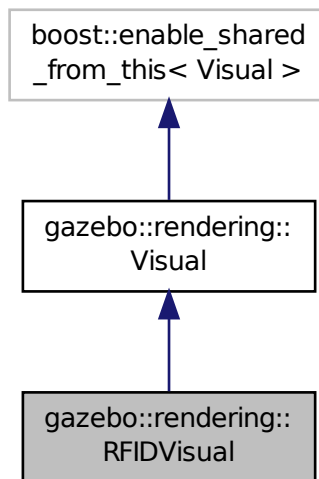 boost::enable_shared
_from_this< Visual >
gazebo::rendering::
Visual
gazebo::rendering::
RFIDVisual